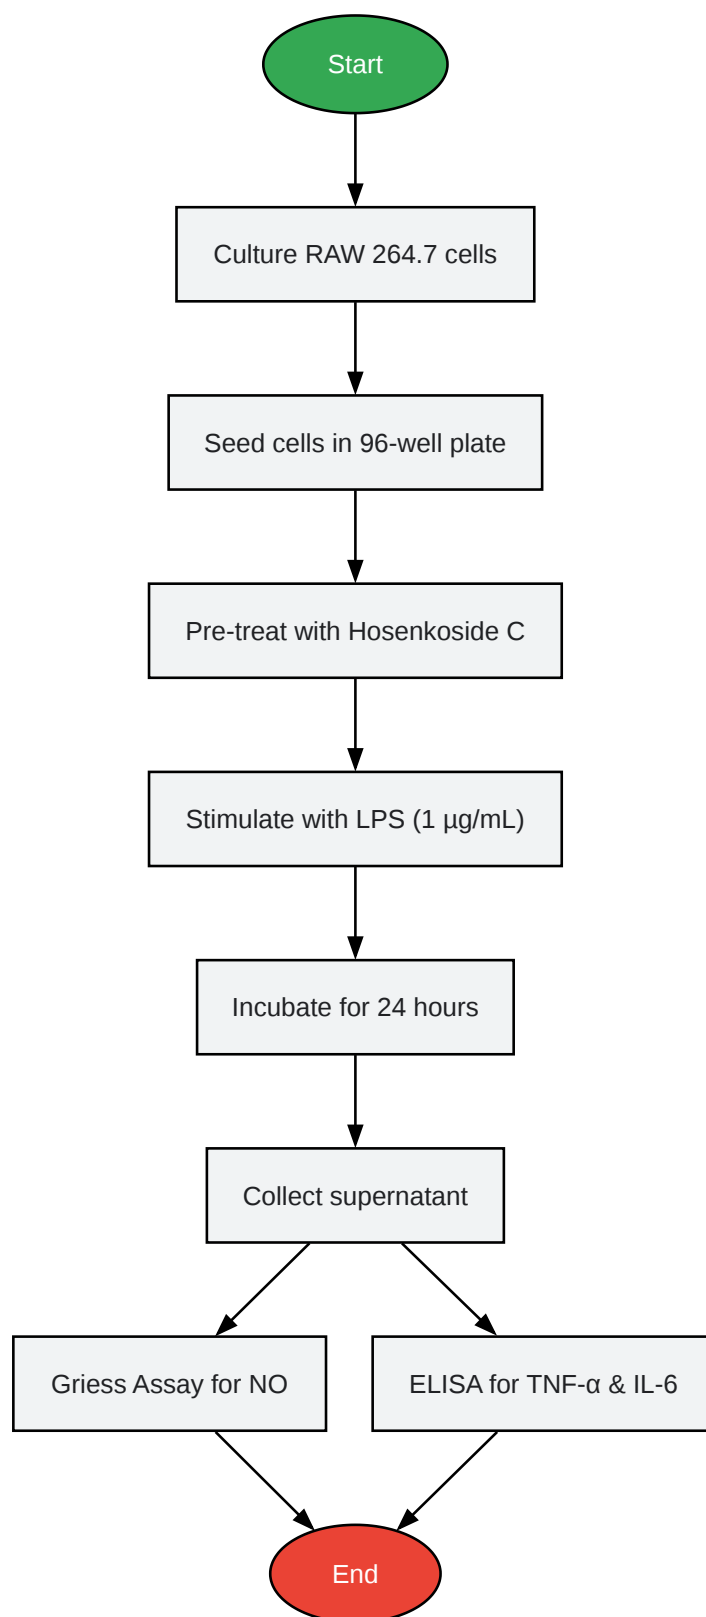 Start
Culture RAW 264.7 cells
Seed cells in 96-well plate
Pre-treat with Hosenkoside C
Stimulate with LPS (1 µg/mL)
Incubate for 24 hours
Collect supernatant
Griess Assay for NO
ELISA for TNF-α & IL-6
End